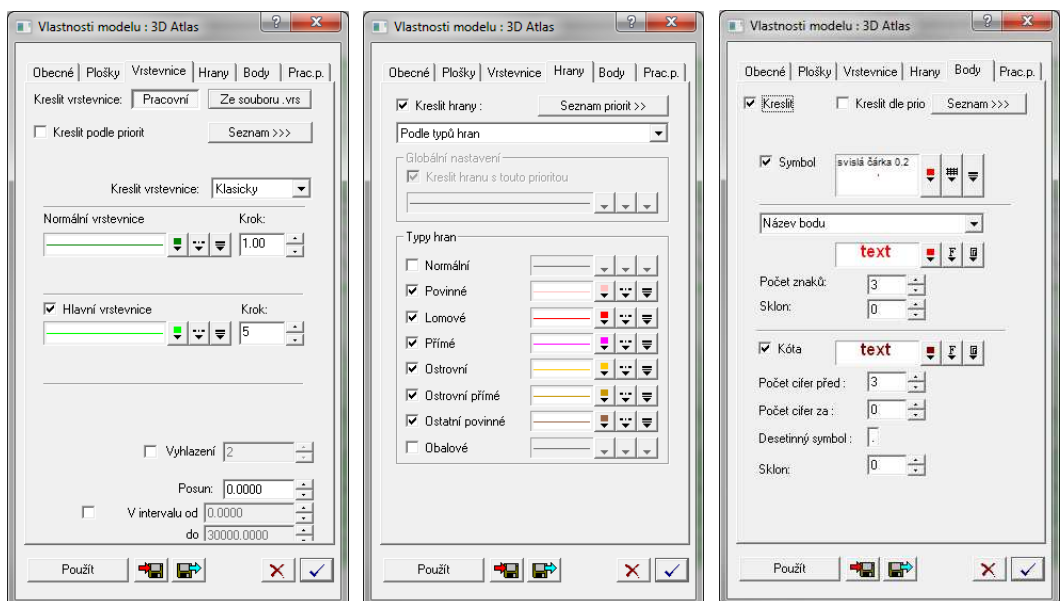 Vlastnosti modelu : 3D Atlas
Obecné Plošky Vrstevnice Hrany Body Prac.p.
Kreslit vrstevnice: Pracovní Ze souboru .vrs
Kreslit podle priorit Seznam >>>
Kreslit vrstevnice: Klasicky
Normální vrstevnice Krok:
1.00
Hlavní vrstevnice Krok:
5
Vyhlazení 2
Posun: 0.0000
V intervalu od 0.0000
do 30000.0000
Použít
Vlastnosti modelu : 3D Atlas
Obecné Plošky Vrstevnice Hrany Body Prac.p.
Kreslit hrany : Seznam priorit >>
Podle typů hran
Globální nastavení
Kreslit hranu s touto prioritou
Typy hran
Normální
Povinné
Lomové
Přímé
Ostrovní
Ostrovní přímé
Ostatní povinné
Obalové
Použít
Vlastnosti modelu : 3D Atlas
Obecné Plošky Vrstevnice Hrany Body Prac.p.
Kreslit Kreslit dle prio Seznam >>>
Symbol svislá čárka 0.2
Název bodu
text
Počet znaků: 3
Sklon: 0
Kóta text
Počet cifer před : 3
Počet cifer za : 0
Desetinný symbol : .
Sklon: 0
Použít